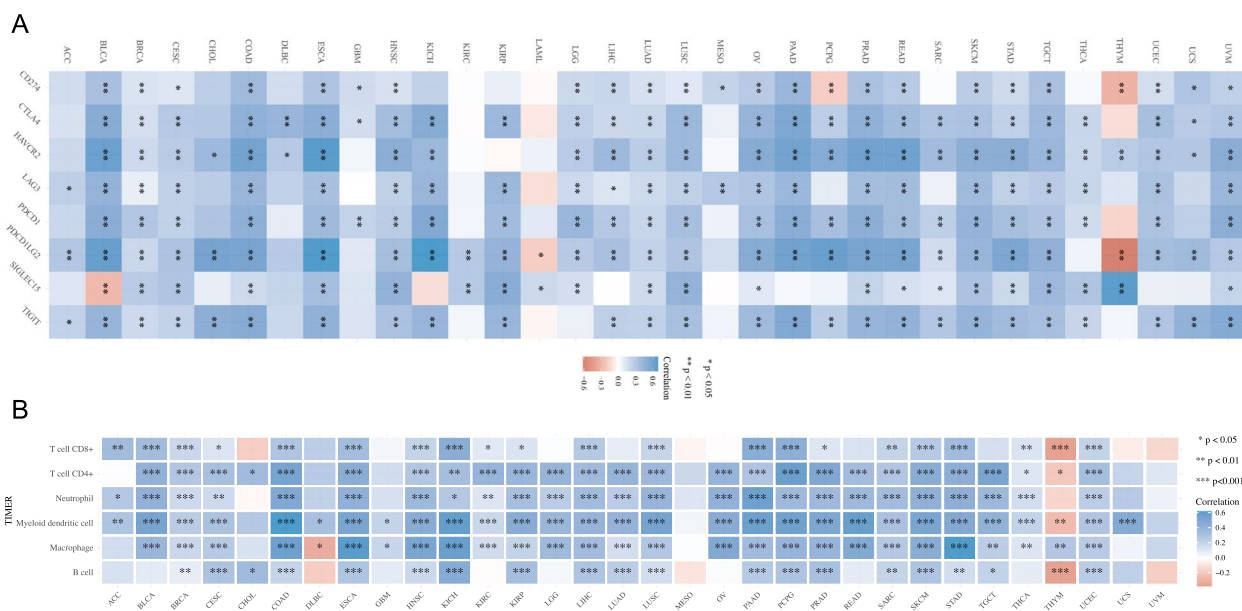 A
ACC BLCA BRCA CESC CHOL COAD DLBC ESCA GBM HNSC KICH KIRC KIRP LAML LGG LIHC LUAD LUSC MESO OV PAAD PCPG PRAD READ SARC SKCM STAD TGCT THCA THYM UCEC UCS UVM
CD274
CTLA4
HAVCR2
LAG3
PDCD1
PDCD1LG2
SIGLEC15
TIGIT
* p < 0.05
** p < 0.01
Correlation
-0.6 -0.3 0.0 0.3 0.6
B
TIMER
T cell CD8+
T cell CD4+
Neutrophil
Myeloid dendritic cell
Macrophage
B cell
ACC BLCA BRCA CESC CHOL COAD DLBC ESCA GBM HNSC KICH KIRC KIRP LGG LIHC LUAD LUSC MESO OV PAAD PCPG PRAD READ SARC SKCM STAD TGCT THCA THYM UCEC UCS UVM
* p < 0.05
** p < 0.01
*** p<0.001
Correlation
0.6
0.4
0.2
0.0
−0.2